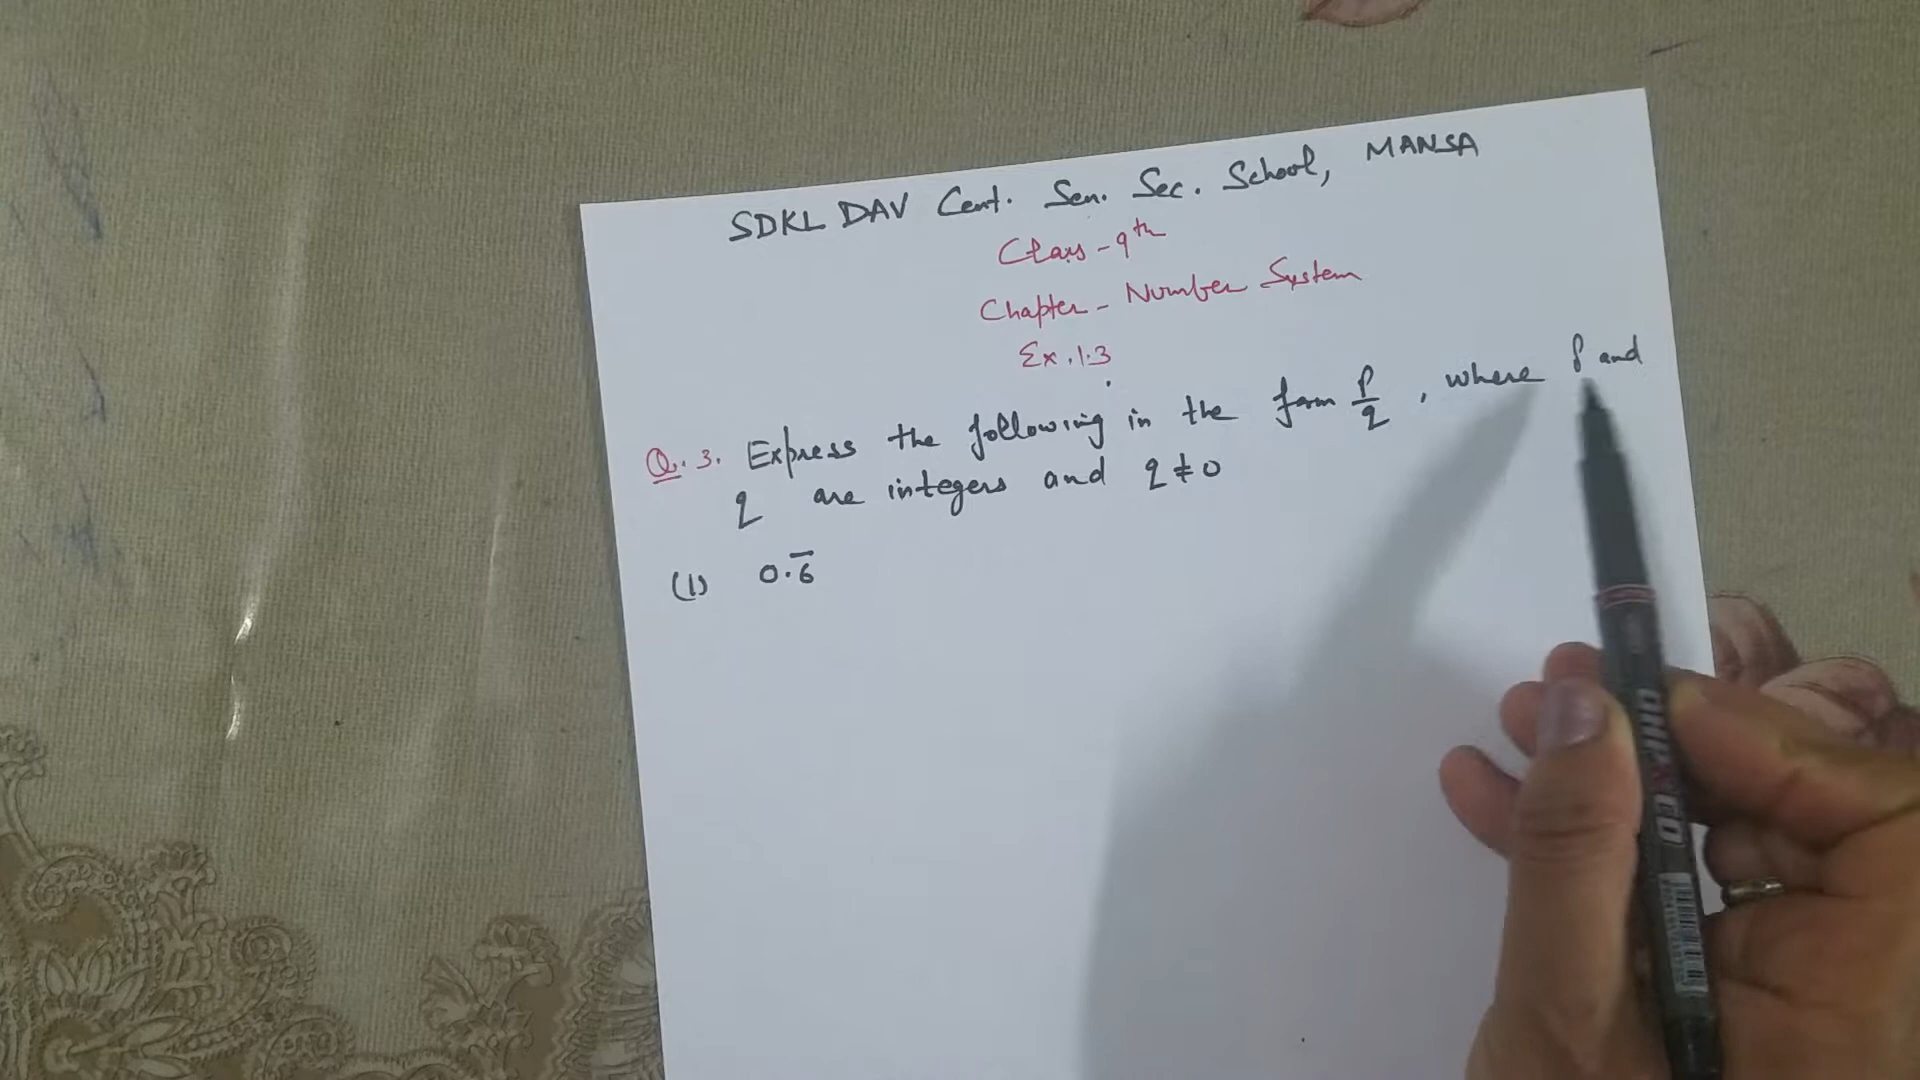 SDKL DAV Cent. Sen. Sec. School, MANSA
Class - 9th
Chapter - Number System
Ex. 1.3
Q. 3. Express the following in the form p/q, where p and
q are integers and q ≠ 0
(1) 0.6̅